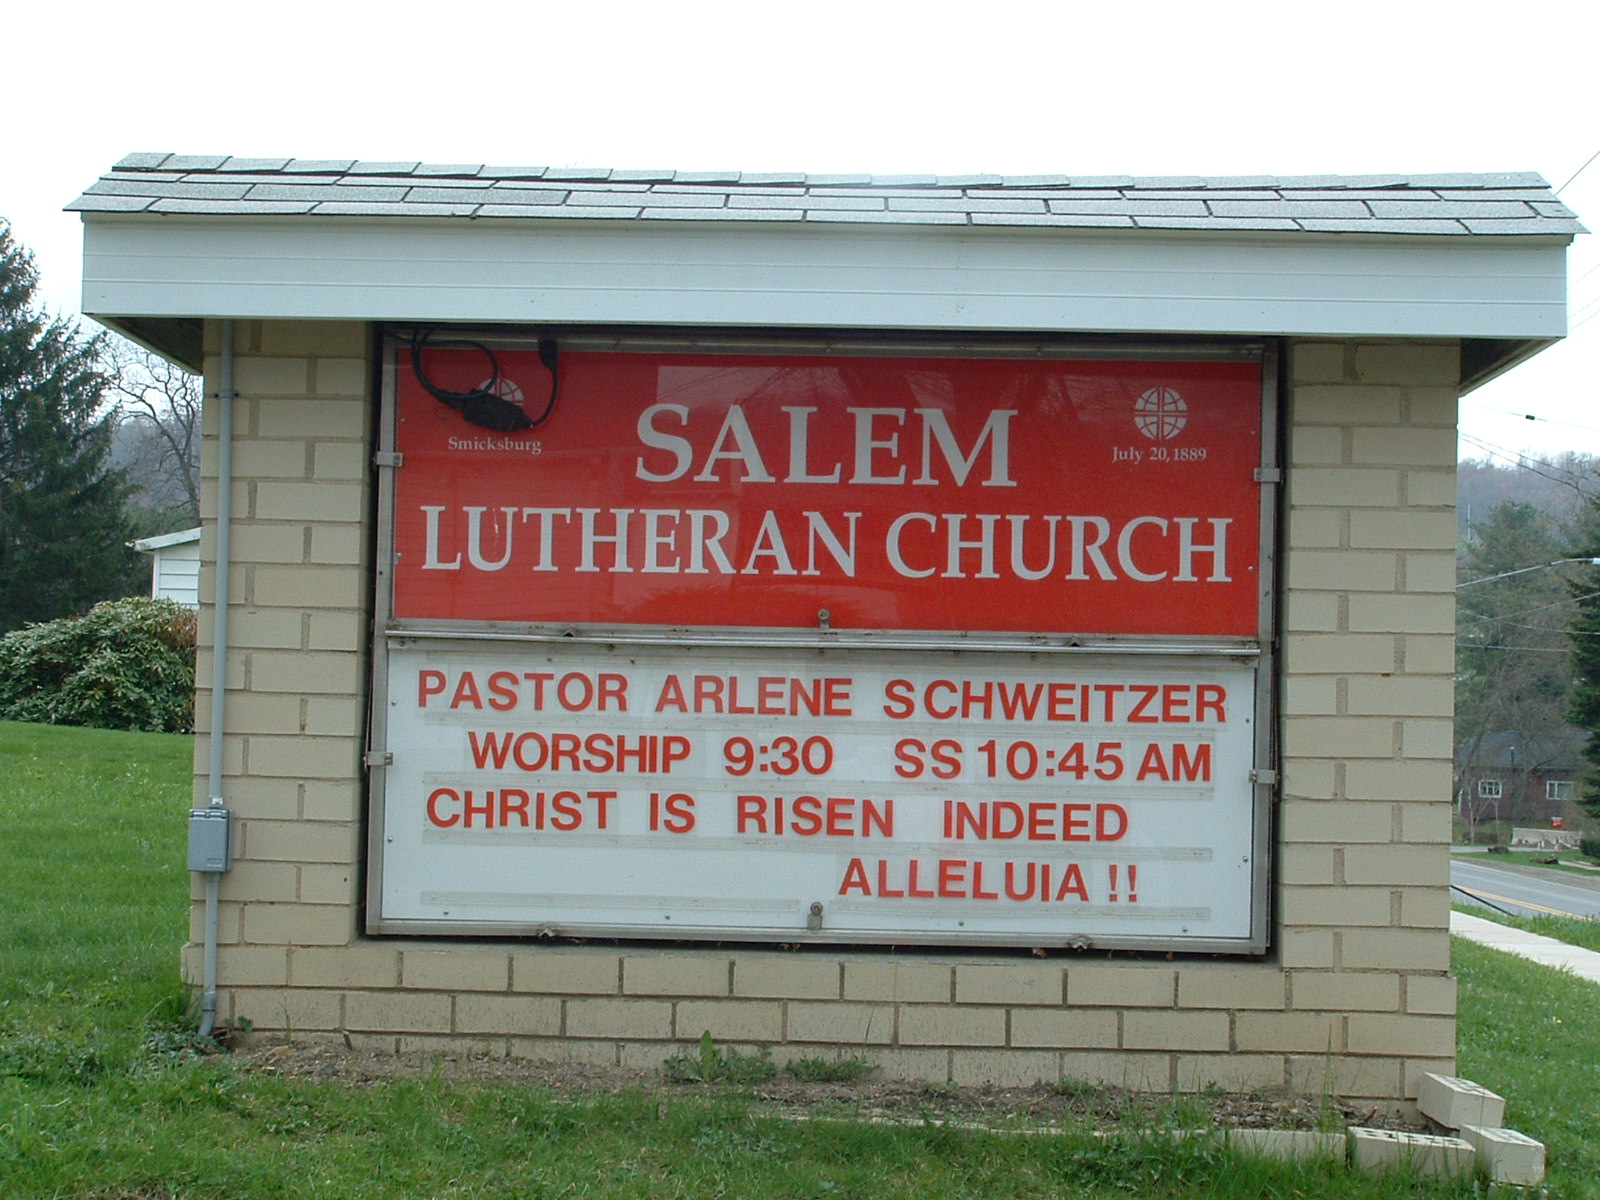 Smicksburg
July 20, 1889
SALEM
LUTHERAN CHURCH
PASTOR ARLENE SCHWEITZER
WORSHIP 9:30 SS 10:45 AM
CHRIST IS RISEN INDEED
ALLELUIA !!